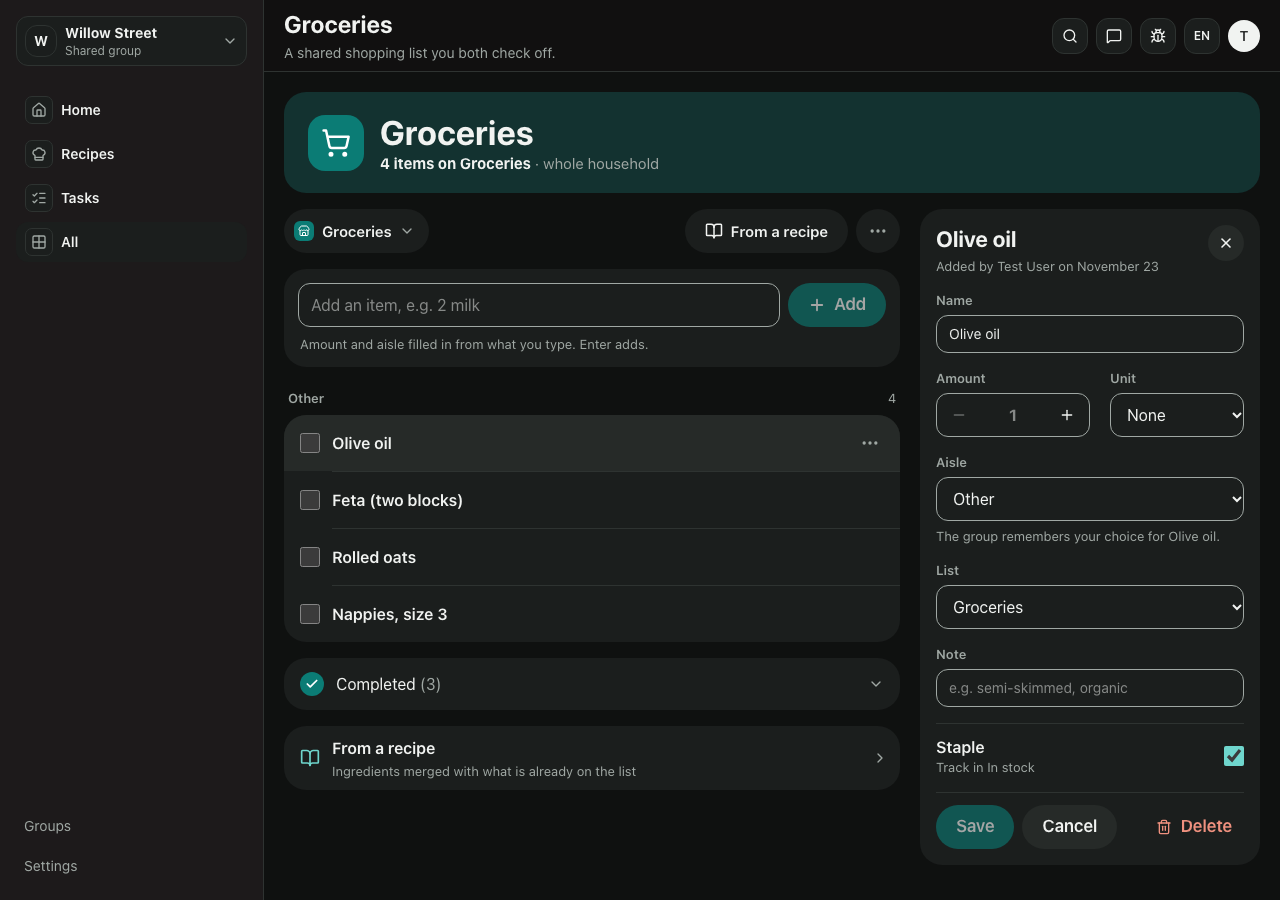 W
Willow Street
Shared group
Home
Recipes
Tasks
All
Groups
Settings
Groceries
A shared shopping list you both check off.
EN
T
Groceries
4 items on Groceries · whole household
Groceries
From a recipe
Add an item, e.g. 2 milk
Add
Amount and aisle filled in from what you type. Enter adds.
Other 4
Olive oil
Feta (two blocks)
Rolled oats
Nappies, size 3
Completed (3)
From a recipe
Ingredients merged with what is already on the list
Olive oil
Added by Test User on November 23
Name
Olive oil
Amount Unit
1 None
Aisle
Other
The group remembers your choice for Olive oil.
List
Groceries
Note
e.g. semi-skimmed, organic
Staple
Track in In stock
Save Cancel Delete